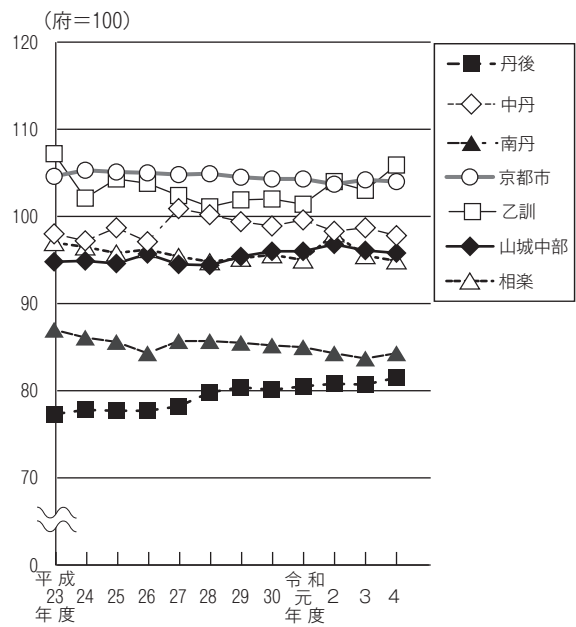 (府＝100)
120
110
100
90
80
70
0
丹後
中丹
南丹
京都市
乙訓
山城中部
相楽
平成 令和
23 24 25 26 27 28 29 30 元 2 3 4
年度 年度